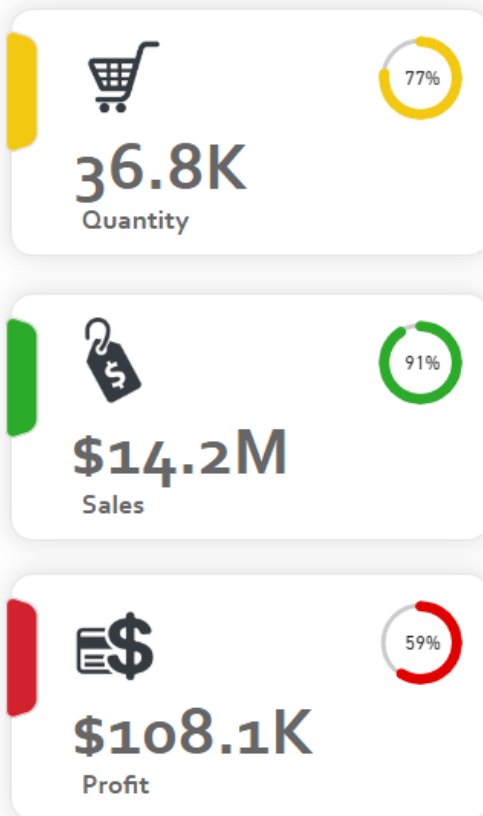 77%
36.8K
Quantity
91%
$
$14.2M
Sales
59%
$
$108.1K
Profit